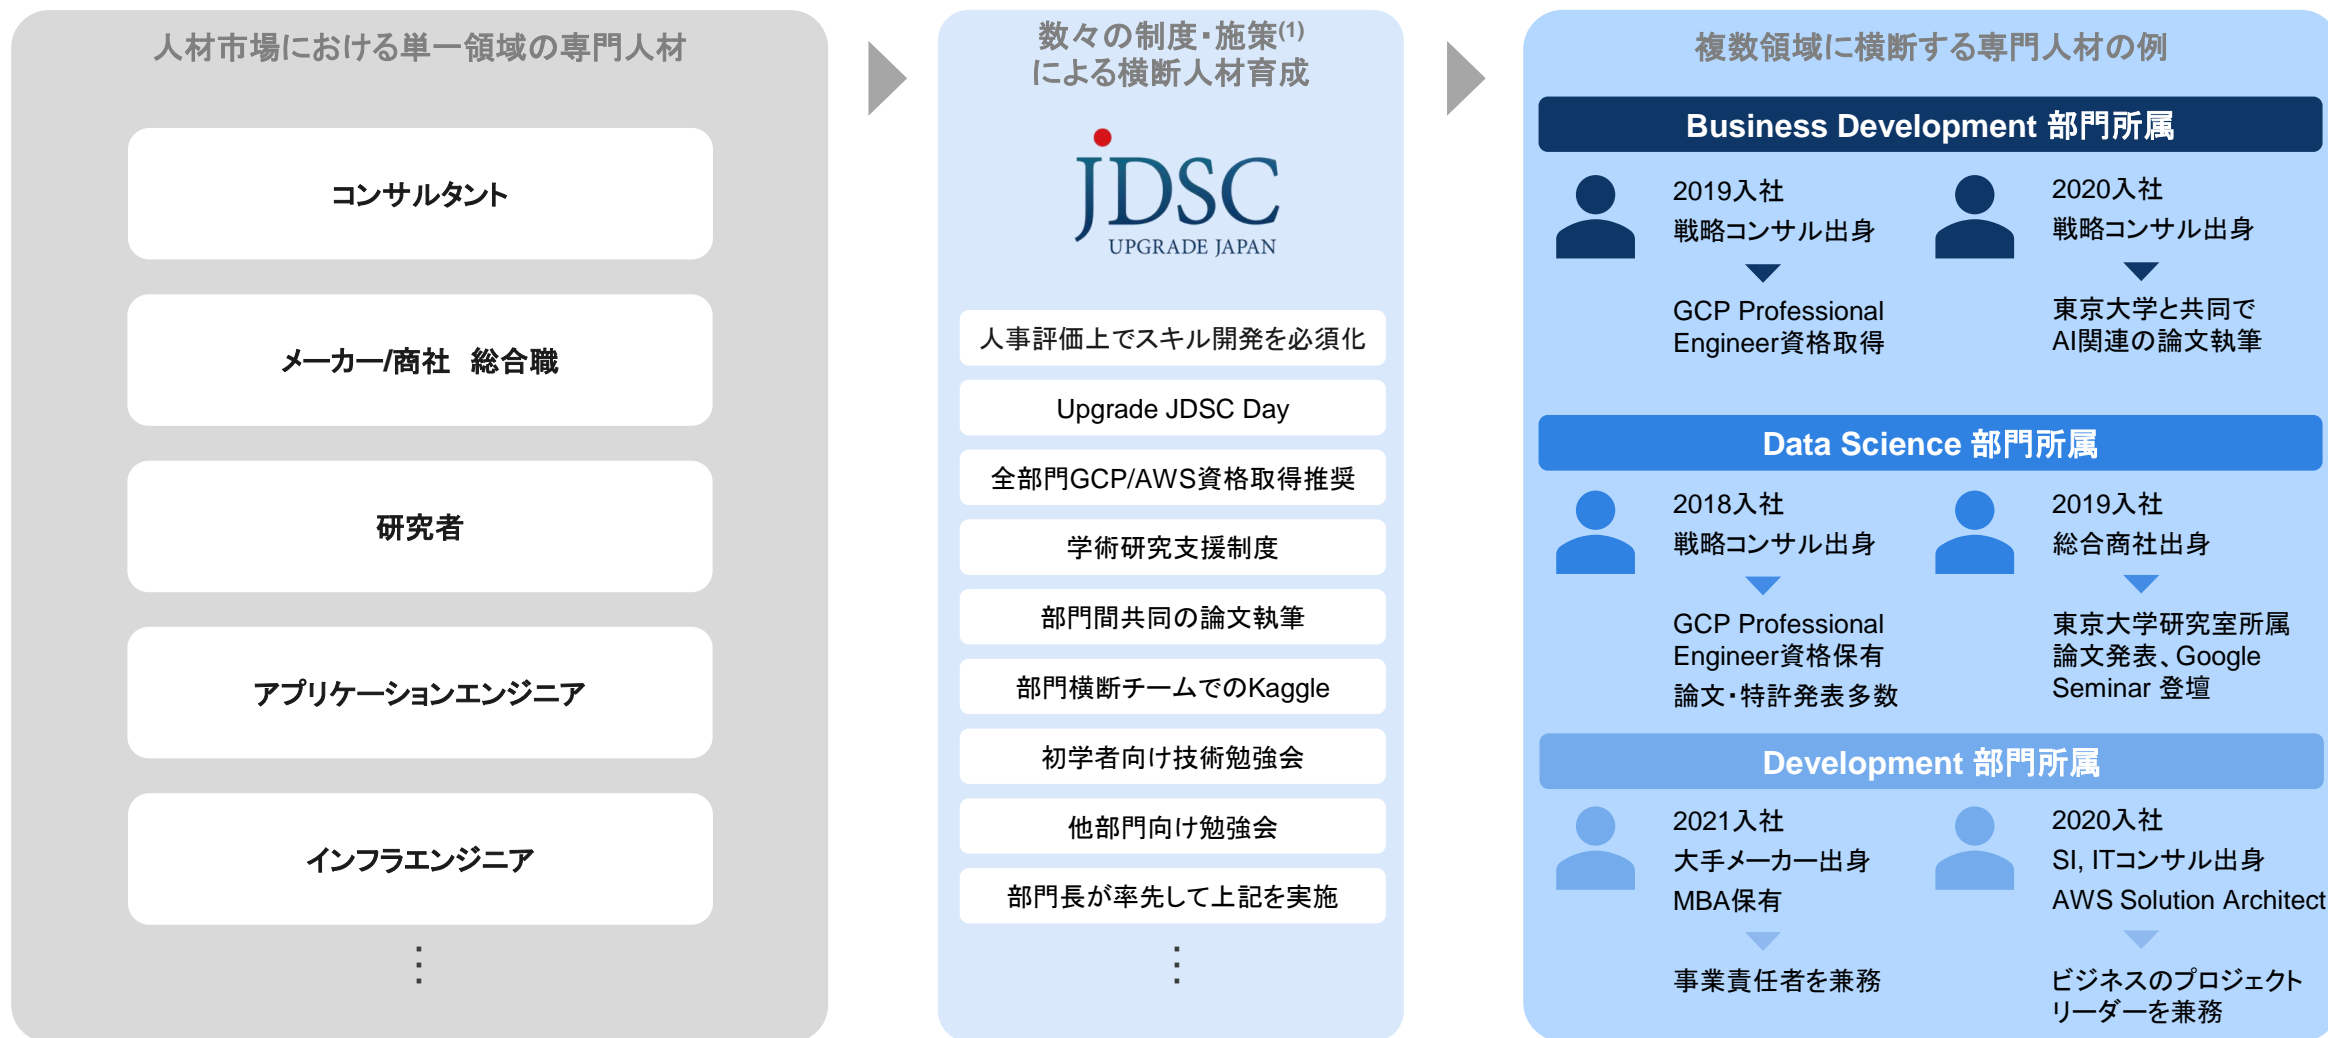 人材市場における単一領域の専門人材
コンサルタント
メーカー/商社　総合職
研究者
アプリケーションエンジニア
インフラエンジニア
⋮
数々の制度・施策(1)
による横断人材育成
JDSC
UPGRADE JAPAN
人事評価上でスキル開発を必須化
Upgrade JDSC Day
全部門GCP/AWS資格取得推奨
学術研究支援制度
部門間共同の論文執筆
部門横断チームでのKaggle
初学者向け技術勉強会
他部門向け勉強会
部門長が率先して上記を実施
⋮
複数領域に横断する専門人材の例
Business Development 部門所属
2019入社
戦略コンサル出身
GCP Professional
Engineer資格取得
2020入社
戦略コンサル出身
東京大学と共同で
AI関連の論文執筆
Data Science 部門所属
2018入社
戦略コンサル出身
GCP Professional
Engineer資格保有
論文・特許発表多数
2019入社
総合商社出身
東京大学研究室所属
論文発表、Google
Seminar 登壇
Development 部門所属
2021入社
大手メーカー出身
MBA保有
事業責任者を兼務
2020入社
SI, ITコンサル出身
AWS Solution Architect
ビジネスのプロジェクト
リーダーを兼務